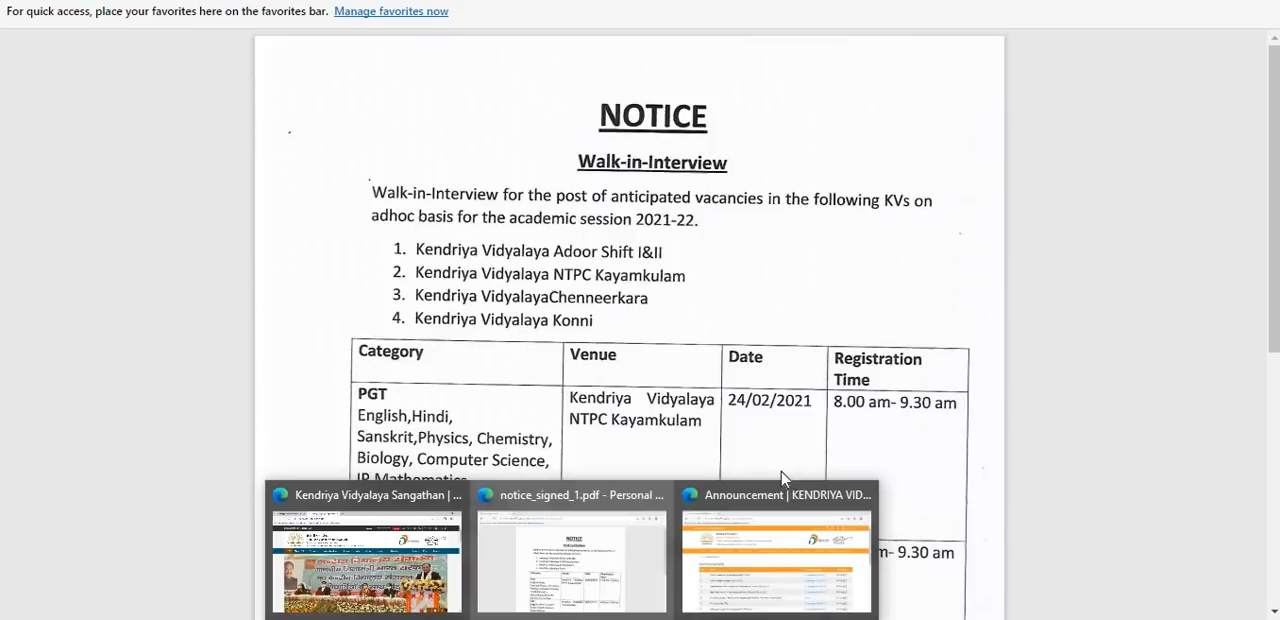 For quick access, place your favorites here on the favorites bar. Manage favorites now
NOTICE
Walk-in-Interview
Walk-in-Interview for the post of anticipated vacancies in the following KVs on
adhoc basis for the academic session 2021-22.
1. Kendriya Vidyalaya Adoor Shift I&II
2. Kendriya Vidyalaya NTPC Kayamkulam
3. Kendriya VidyalayaChenneerkara
4. Kendriya Vidyalaya Konni
Category Venue Date Registration
Time
PGT Kendriya Vidyalaya 24/02/2021 8.00 am- 9.30 am
English,Hindi, NTPC Kayamkulam
Sanskrit,Physics, Chemistry,
Biology, Computer Science,
IP Mathematics
Kendriya Vidyalaya Sangathan | ... notice_signed_1.pdf - Personal ... Announcement | KENDRIYA VID...
m- 9.30 am
NOTICE